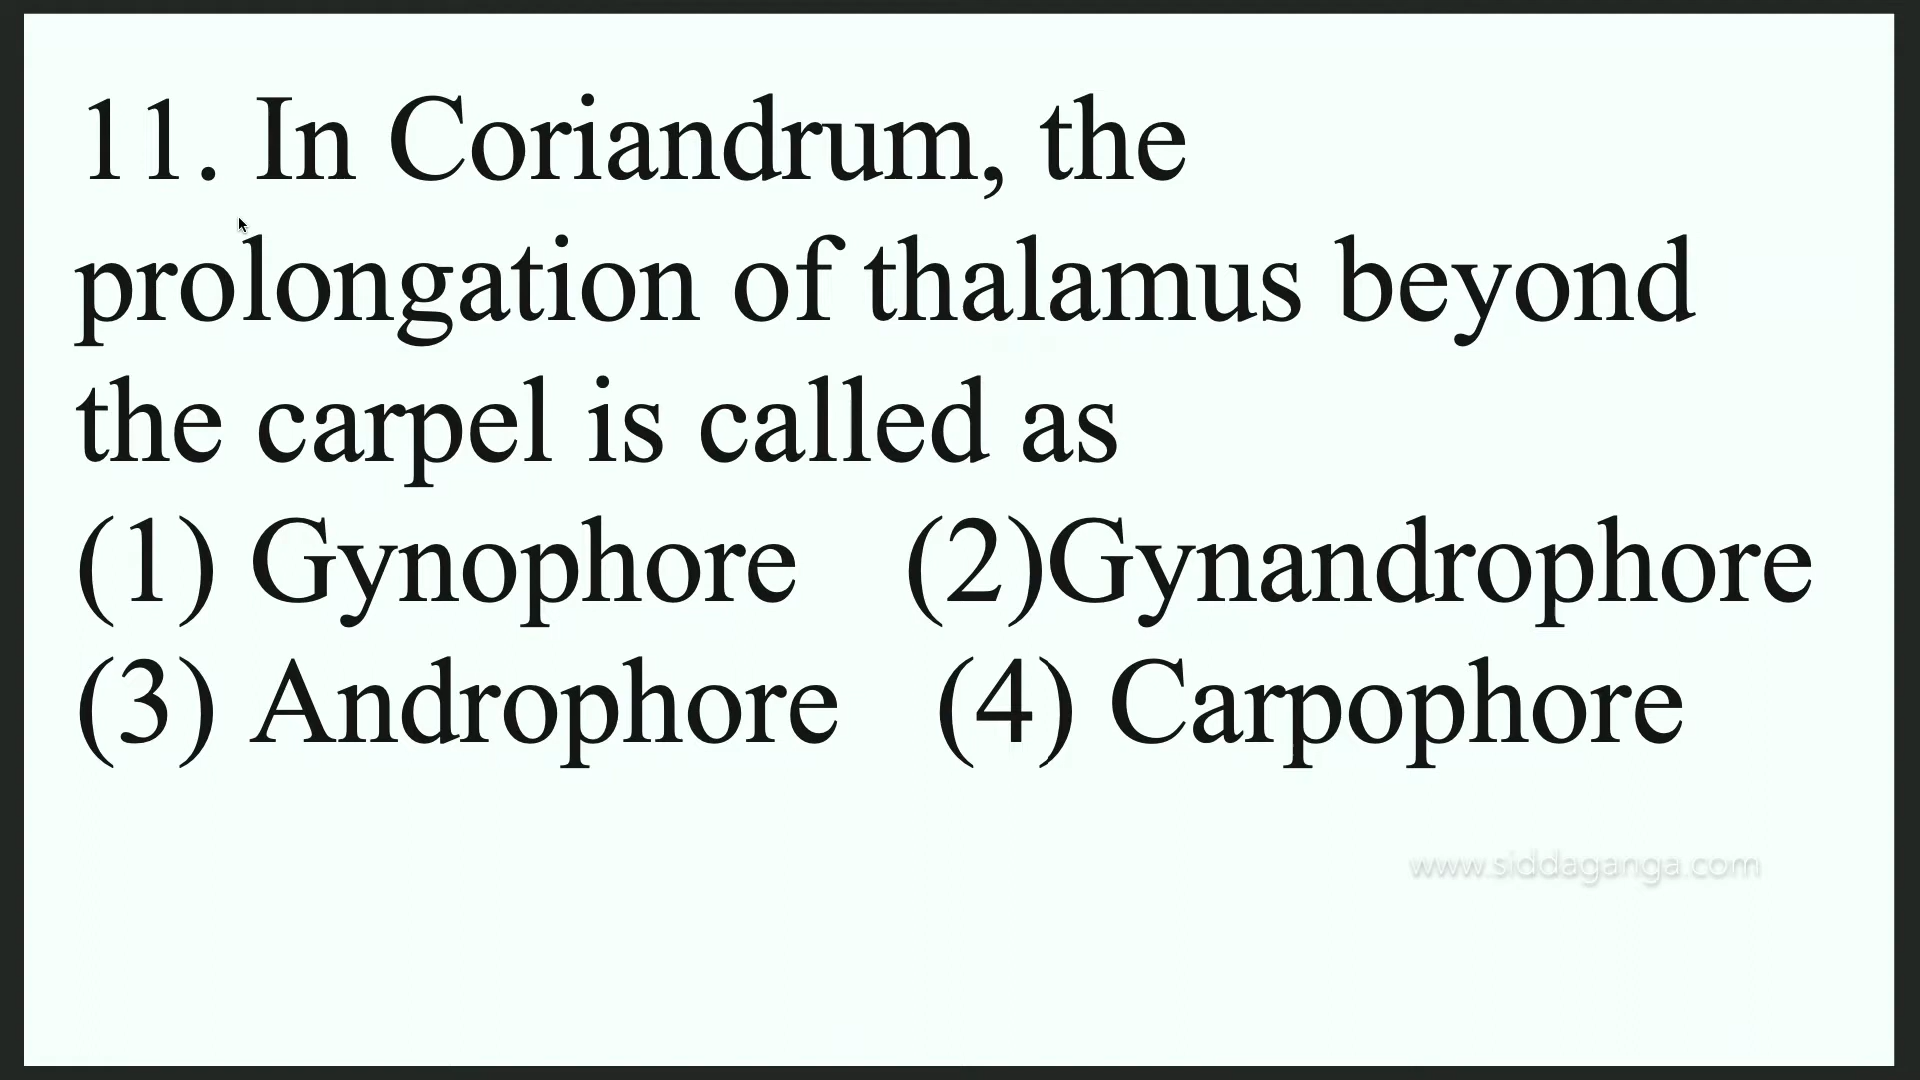 11. In Coriandrum, the
prolongation of thalamus beyond
the carpel is called as
(1) Gynophore (2)Gynandrophore
(3) Androphore (4) Carpophore
www.siddaganga.com